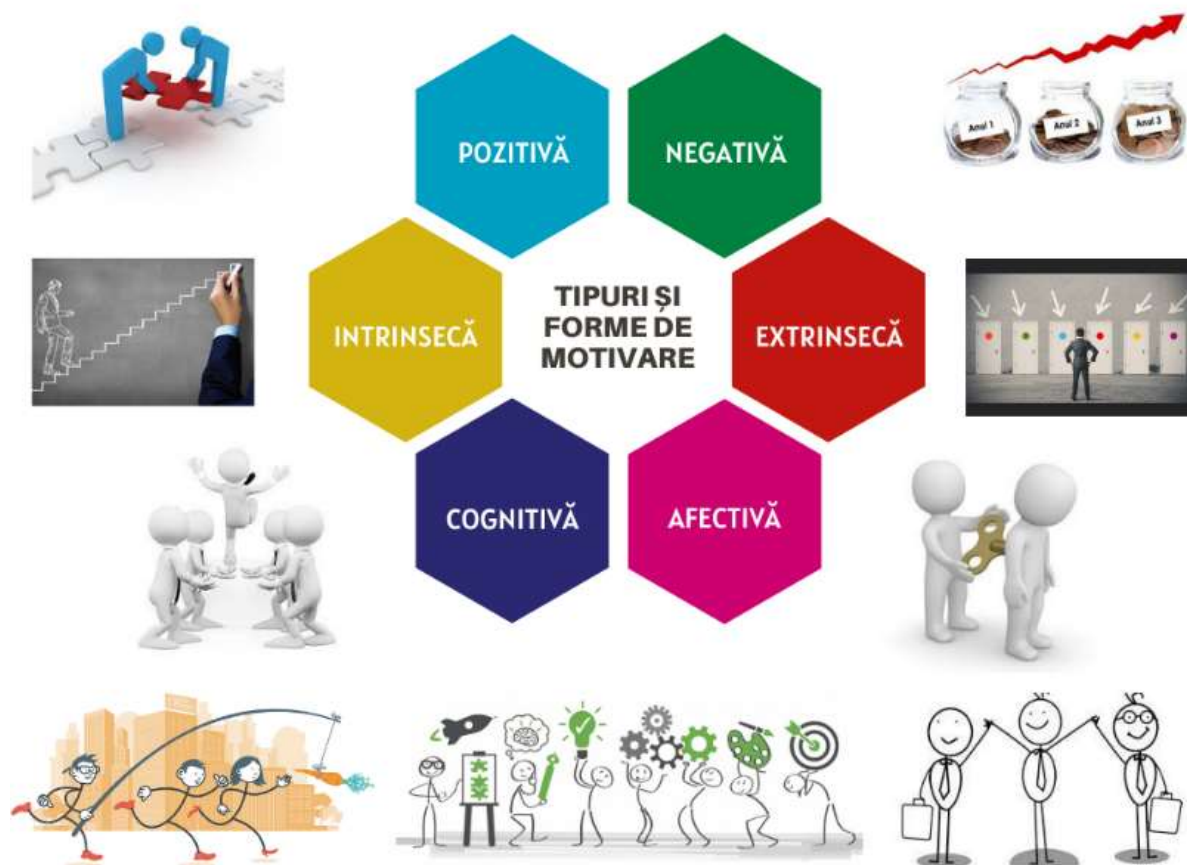 POZITIVĂ
NEGATIVĂ
Anul 1
Anul 2
Anul 3
INTRINSECĂ
TIPURI ȘI
FORME DE
MOTIVARE
EXTRINSECĂ
COGNITIVĂ
AFECTIVĂ